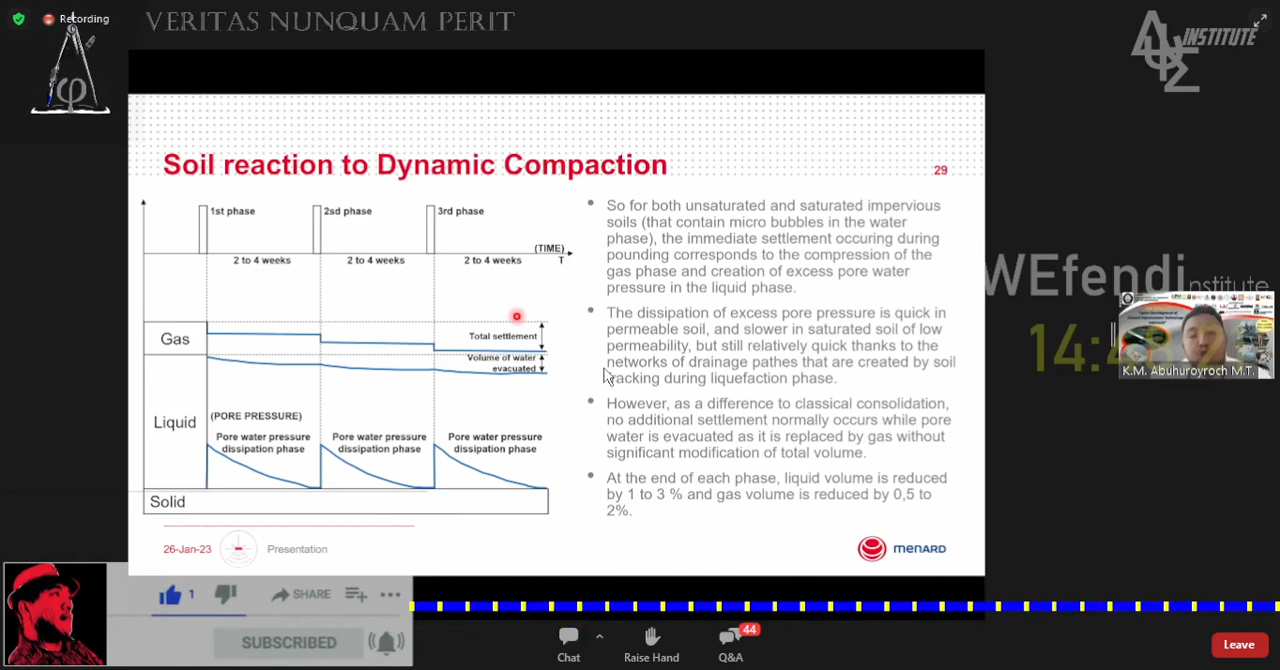 Recording
VERITAS NUNQUAM PERIT
INSTITUTE
Soil reaction to Dynamic Compaction
29
1st phase
2sd phase
3rd phase
(TIME)
T
2 to 4 weeks
2 to 4 weeks
2 to 4 weeks
Gas
Total settlement
Volume of water
evacuated
Liquid
(PORE PRESSURE)
Pore water pressure
dissipation phase
Pore water pressure
dissipation phase
Pore water pressure
dissipation phase
Solid
So for both unsaturated and saturated impervious
soils (that contain micro bubbles in the water
phase), the immediate settlement occuring during
pounding corresponds to the compression of the
gas phase and creation of excess pore water
pressure in the liquid phase.
The dissipation of excess pore pressure is quick in
permeable soil, and slower in saturated soil of low
permeability, but still relatively quick thanks to the
networks of drainage pathes that are created by soil
cracking during liquefaction phase.
However, as a difference to classical consolidation,
no additional settlement normally occurs while pore
water is evacuated as it is replaced by gas without
significant modification of total volume.
At the end of each phase, liquid volume is reduced
by 1 to 3 % and gas volume is reduced by 0,5 to
2%.
26-Jan-23
Presentation
MENARD
WEfendi
institute
K.M. Abuhuroyroch M.T.
1
SHARE
SUBSCRIBED
Chat
Raise Hand
44
Q&A
Leave